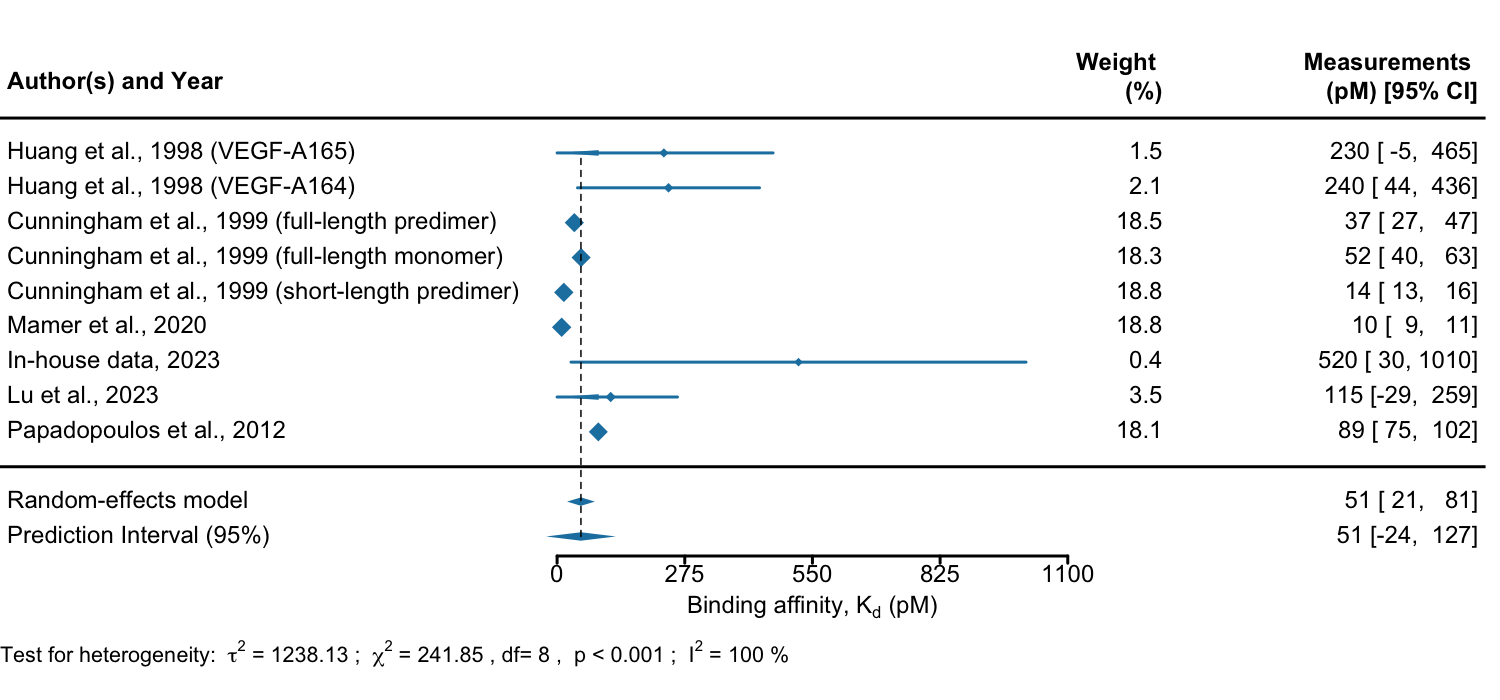 Author(s) and Year Weight (%) Measurements (pM) [95% CI]
Huang et al., 1998 (VEGF-A165) 1.5 230 [ -5, 465]
Huang et al., 1998 (VEGF-A164) 2.1 240 [ 44, 436]
Cunningham et al., 1999 (full-length predimer) 18.5 37 [ 27, 47]
Cunningham et al., 1999 (full-length monomer) 18.3 52 [ 40, 63]
Cunningham et al., 1999 (short-length predimer) 18.8 14 [ 13, 16]
Mamer et al., 2020 18.8 10 [ 9, 11]
In-house data, 2023 0.4 520 [ 30, 1010]
Lu et al., 2023 3.5 115 [-29, 259]
Papadopoulos et al., 2012 18.1 89 [ 75, 102]
Random-effects model 51 [ 21, 81]
Prediction Interval (95%) 51 [-24, 127]
0 275 550 825 1100
Binding affinity, Kd (pM)
Test for heterogeneity: τ² = 1238.13 ; χ² = 241.85 , df= 8 , p < 0.001 ; I² = 100 %